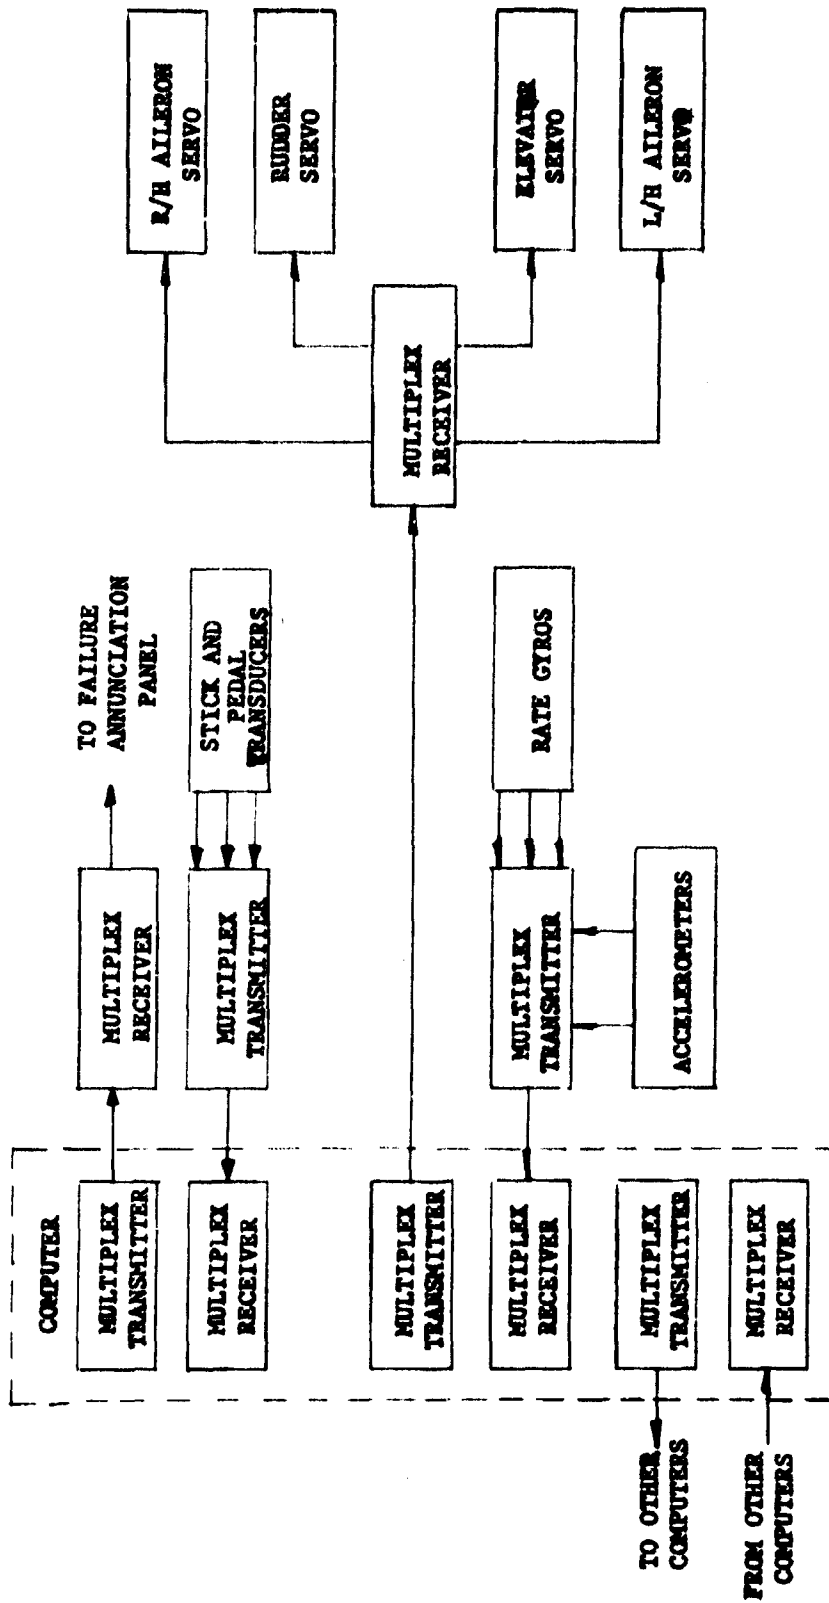 COMPUTER
MULTIPLEX
TRANSMITTER
MULTIPLEX
RECEIVER
TO FAILURE
ANNUNCIATION
PANEL
MULTIPLEX
RECEIVER
MULTIPLEX
TRANSMITTER
STICK AND
PEDAL
TRANSDUCERS
R/H AILERON
SERVO
RUDDER
SERVO
MULTIPLEX
TRANSMITTER
MULTIPLEX
RECEIVER
MULTIPLEX
RECEIVER
MULTIPLEX
TRANSMITTER
RATE GYROS
ELEVATOR
SERVO
TO OTHER
COMPUTERS
MULTIPLEX
TRANSMITTER
ACCELEROMETERS
L/H AILERON
SERVO
FROM OTHER
COMPUTERS
MULTIPLEX
RECEIVER